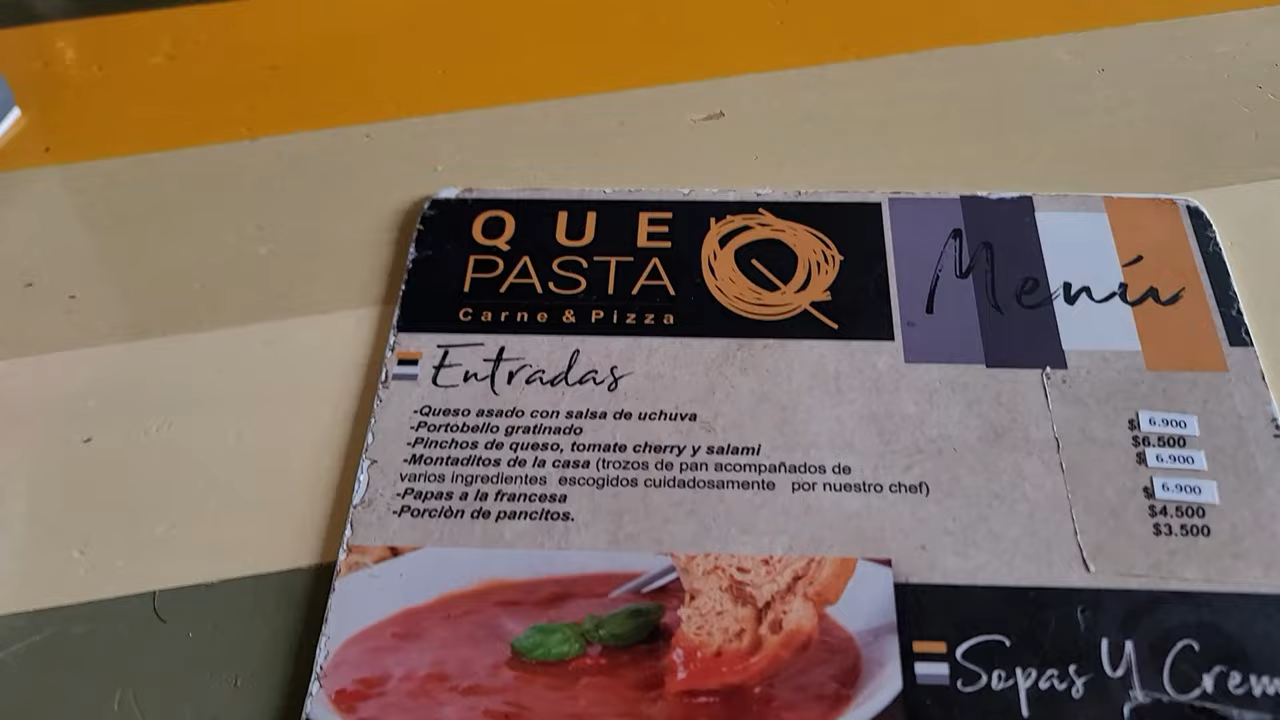 QUE
PASTA
Carne & Pizza
Menú
Entradas
-Queso asado con salsa de uchuva $ 6.900
-Portobello gratinado $6.500
-Pinchos de queso, tomate cherry y salami $ 6.900
-Montaditos de la casa (trozos de pan acompañados de
varios ingredientes escogidos cuidadosamente por nuestro chef) $ 6.900
-Papas a la francesa $4.500
-Porciòn de pancitos. $3.500
Sopas Y Crem